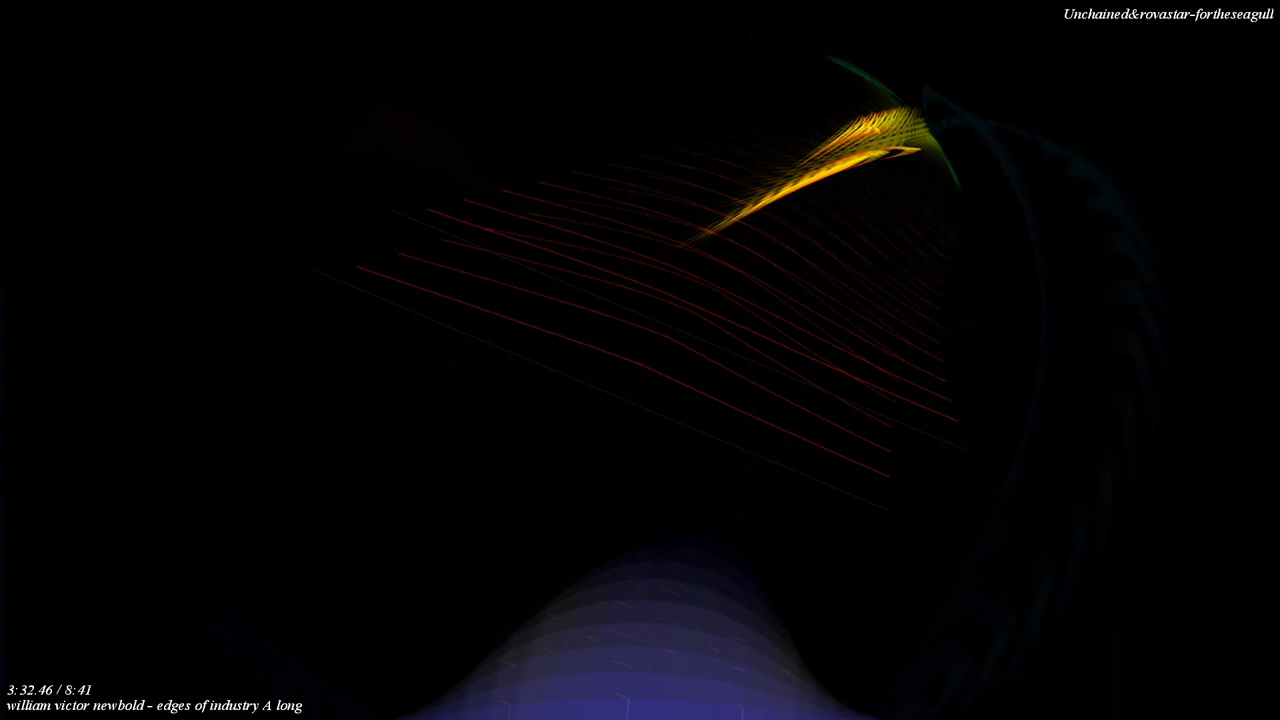 Unchained&rovastar-fortheseagull
3:32.46 / 8:41
william victor newbold - edges of industry A long